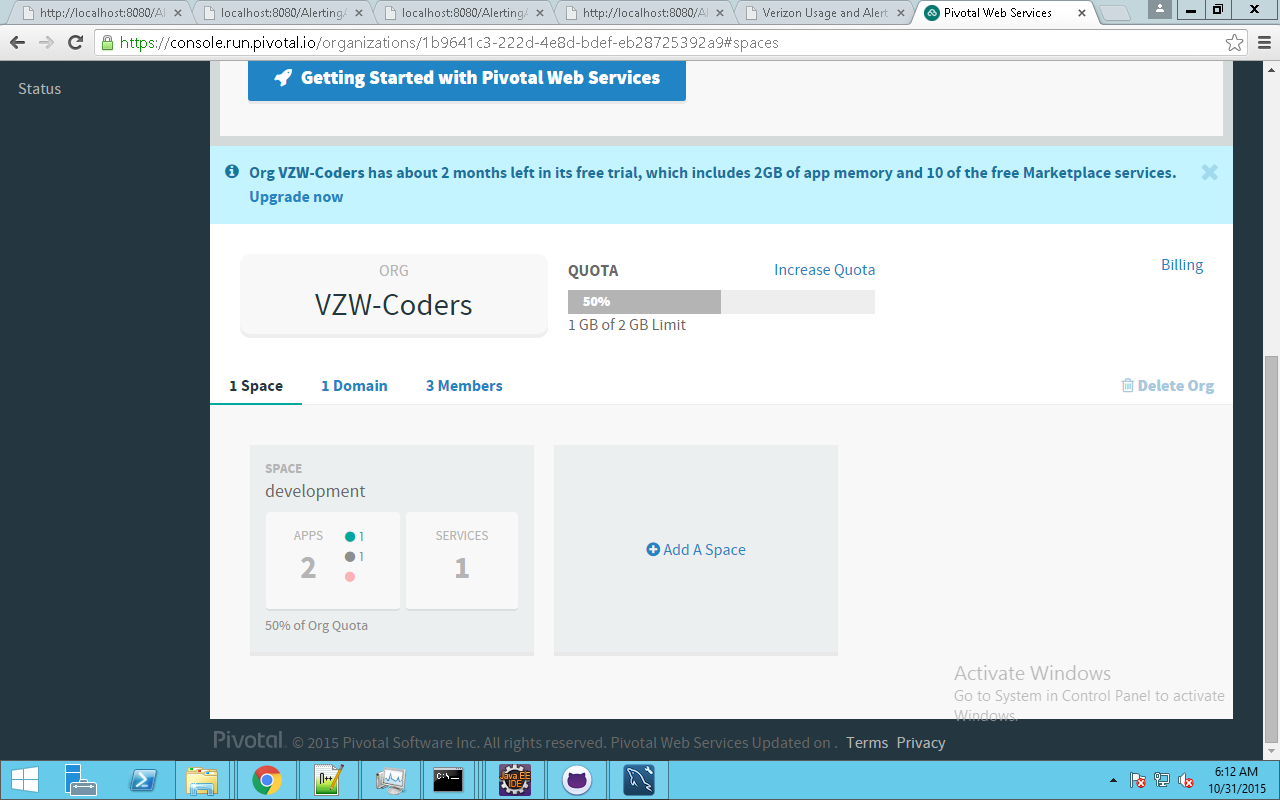 http://localhost:8080/Al
localhost:8080/Alerting
localhost:8080/Alerting
http://localhost:8080/Al
Verizon Usage and Alert
Pivotal Web Services
https://console.run.pivotal.io/organizations/1b9641c3-222d-4e8d-bdef-eb28725392a9#spaces
Status
Getting Started with Pivotal Web Services
Org VZW-Coders has about 2 months left in its free trial, which includes 2GB of app memory and 10 of the free Marketplace services.
Upgrade now
ORG
VZW-Coders
QUOTA
Increase Quota
Billing
50%
1 GB of 2 GB Limit
1 Space
1 Domain
3 Members
Delete Org
SPACE
development
APPS
2
1
1
SERVICES
1
50% of Org Quota
Add A Space
Activate Windows
Go to System in Control Panel to activate
Windows.
Pivotal. © 2015 Pivotal Software Inc. All rights reserved. Pivotal Web Services Updated on . Terms Privacy
Java EE
IDE
6:12 AM
10/31/2015